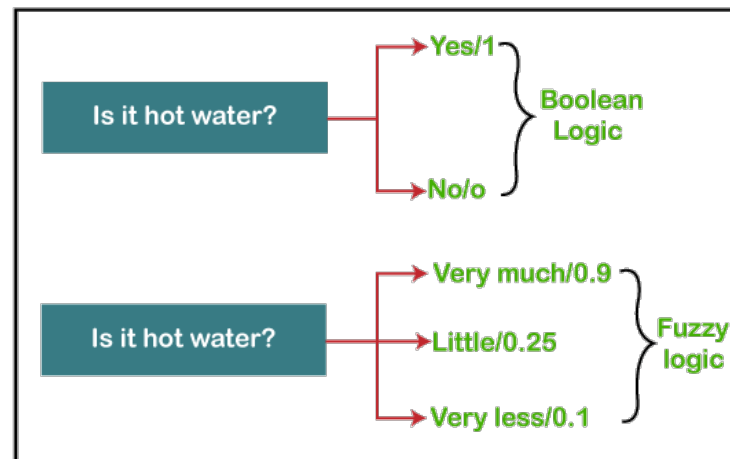 Is it hot water?
Yes/1
No/o
Boolean
Logic
Is it hot water?
Very much/0.9
Little/0.25
Very less/0.1
Fuzzy
logic